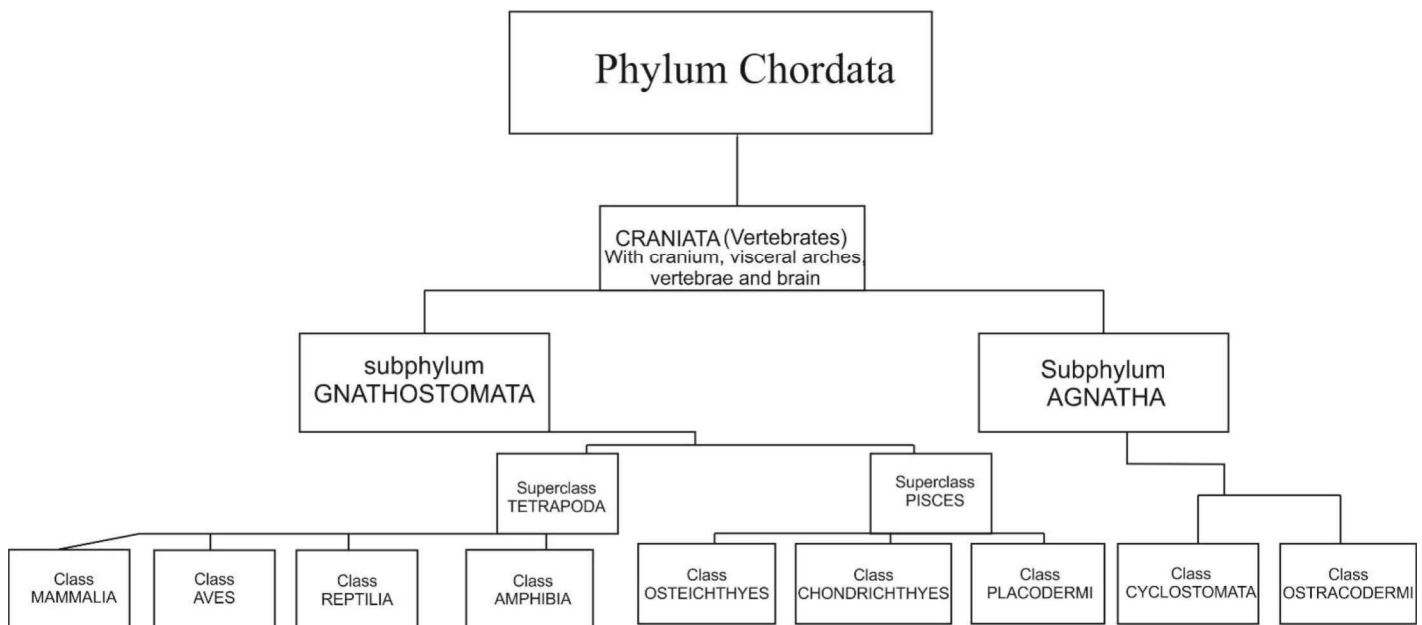 Phylum Chordata
CRANIATA (Vertebrates)
With cranium, visceral arches,
vertebrae and brain
subphylum
GNATHOSTOMATA
Subphylum
AGNATHA
Superclass
TETRAPODA
Superclass
PISCES
Class
MAMMALIA
Class
AVES
Class
REPTILIA
Class
AMPHIBIA
Class
OSTEICHTHYES
Class
CHONDRICHTHYES
Class
PLACODERMI
Class
CYCLOSTOMATA
Class
OSTRACODERMI